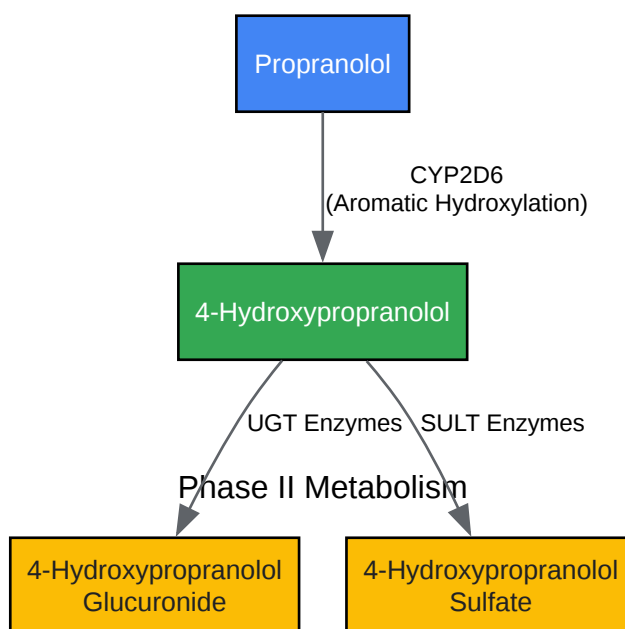 Propranolol
CYP2D6
(Aromatic Hydroxylation)
4-Hydroxypropranolol
UGT Enzymes
SULT Enzymes
Phase II Metabolism
4-Hydroxypropranolol
Glucuronide
4-Hydroxypropranolol
Sulfate